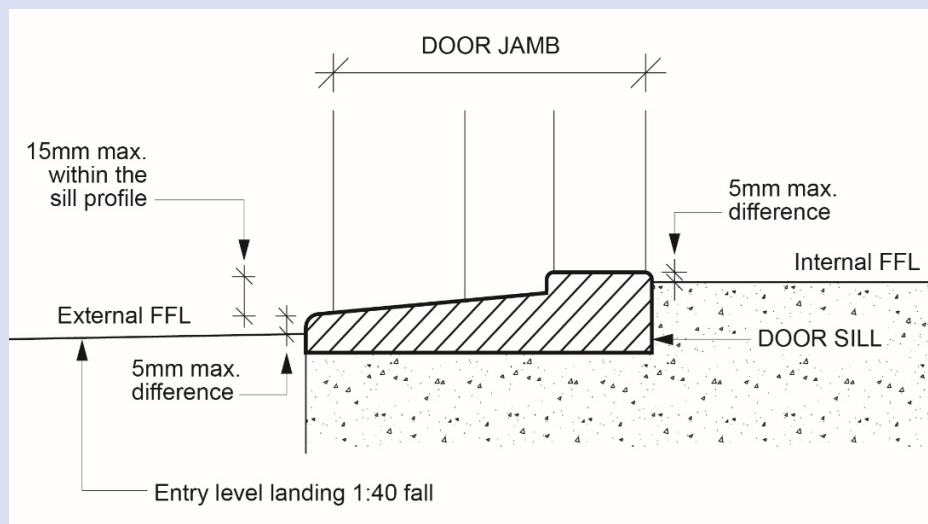 DOOR JAMB
15mm max.
within the
sill profile
5mm max.
difference
Internal FFL
External FFL
DOOR SILL
5mm max.
difference
Entry level landing 1:40 fall